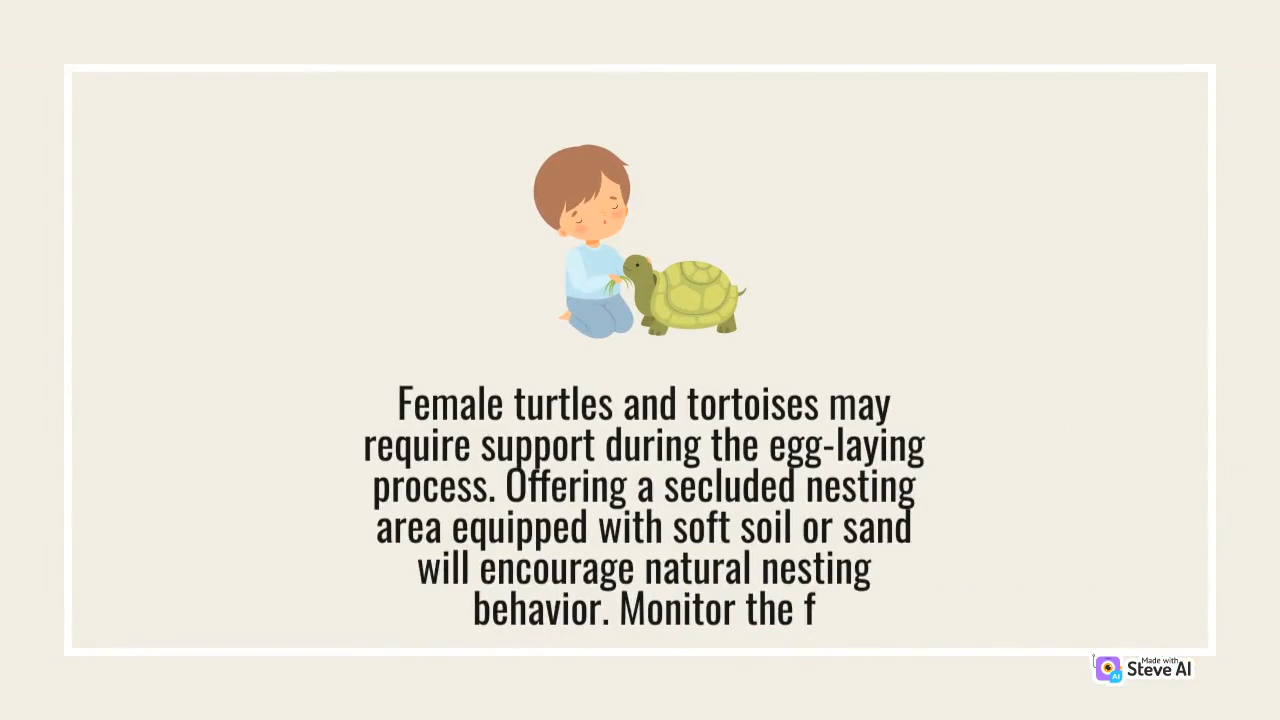 Female turtles and tortoises may
require support during the egg-laying
process. Offering a secluded nesting
area equipped with soft soil or sand
will encourage natural nesting
behavior. Monitor the f
Made with
Steve AI
AI